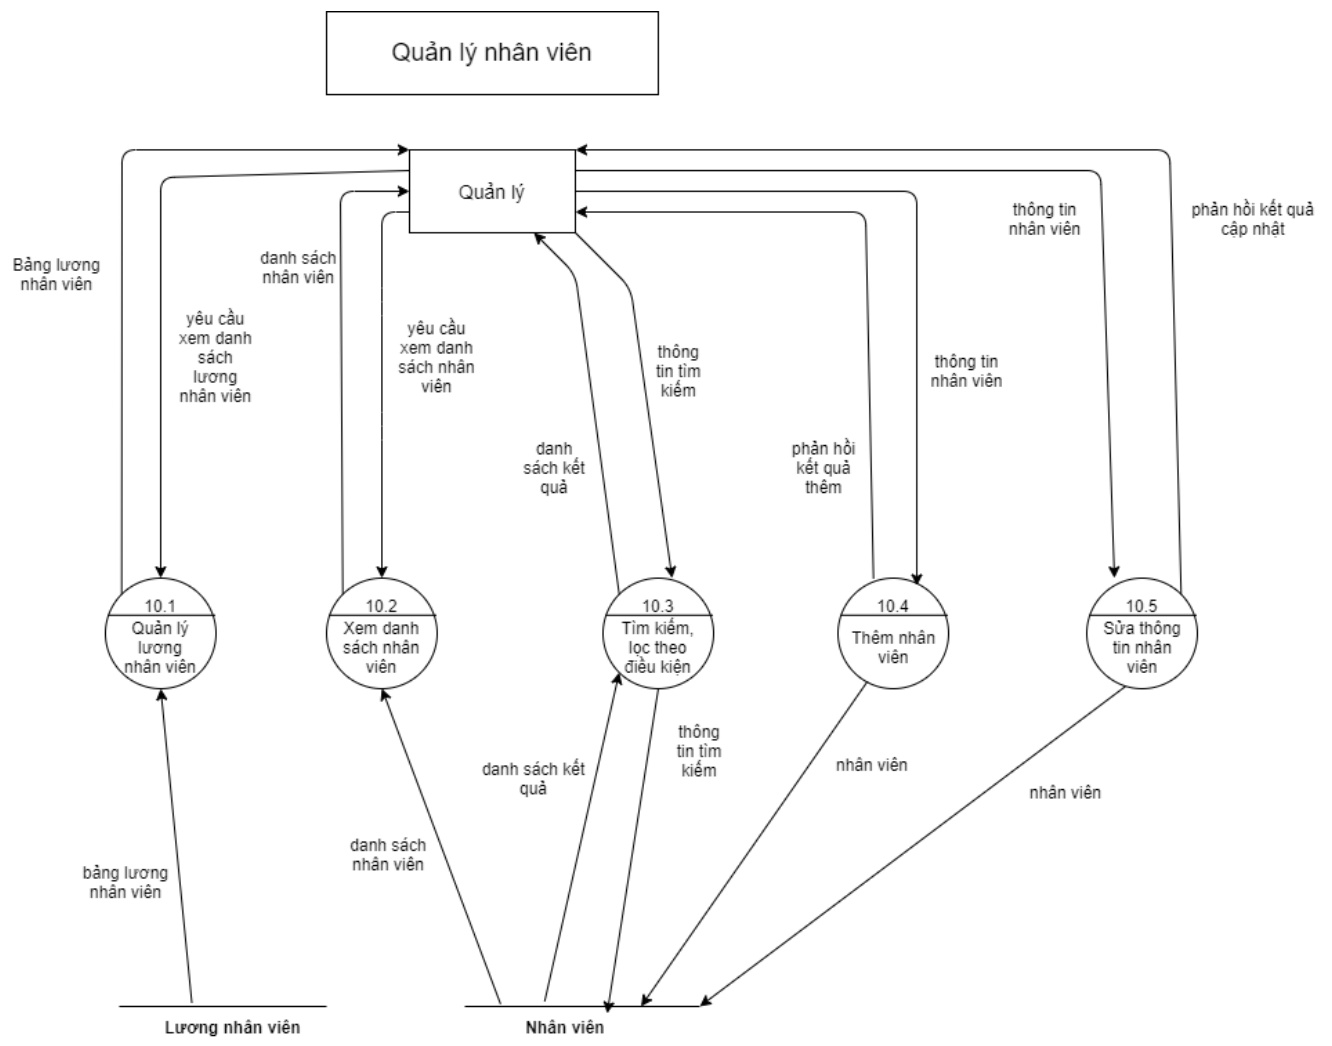 Quản lý nhân viên
Quản lý
Bảng lương
nhân viên
yêu cầu
xem danh
sách
lương
nhân viên
danh sách
nhân viên
yêu cầu
xem danh
sách nhân
viên
danh
sách kết
quả
thông
tin tìm
kiếm
phản hồi
kết quả
thêm
thông tin
nhân viên
thông tin
nhân viên
phản hồi kết quả
cập nhật
10.1
Quản lý
lương
nhân viên
10.2
Xem danh
sách nhân
viên
10.3
Tìm kiếm,
lọc theo
điều kiện
10.4
Thêm nhân
viên
10.5
Sửa thông
tin nhân
viên
bảng lương
nhân viên
danh sách
nhân viên
danh sách kết
quả
thông
tin tìm
kiếm
nhân viên
nhân viên
Lương nhân viên
Nhân viên